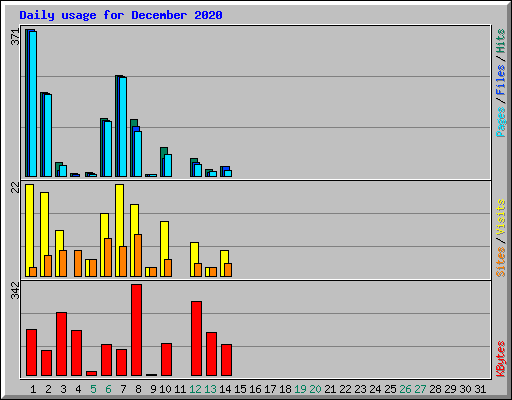 Daily usage for December 2020
371
Pages / Files / Hits
22
Sites / Visits
342
KBytes
1 2 3 4 5 6 7 8 9 10 11 12 13 14 15 16 17 18 19 20 21 22 23 24 25 26 27 28 29 30 31